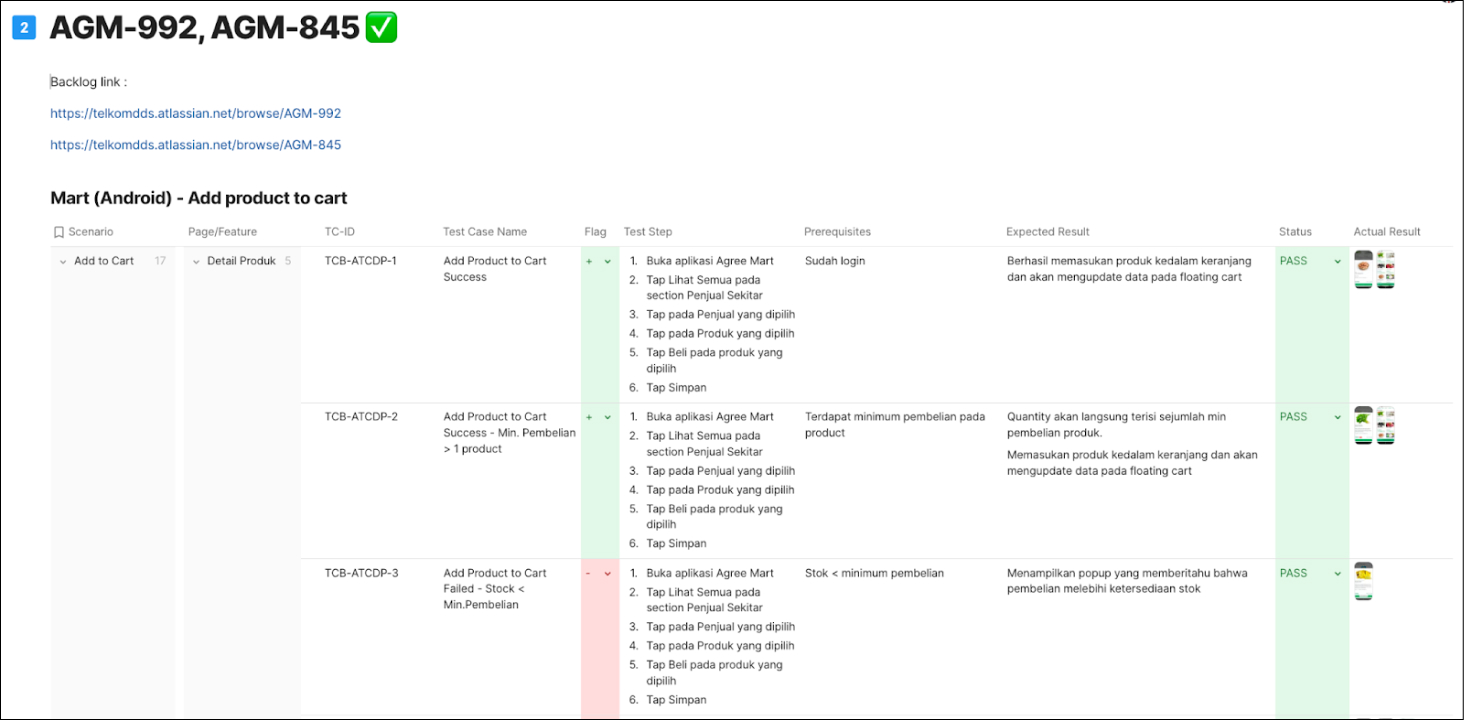 2 AGM-992, AGM-845
Backlog link :
https://telkomdds.atlassian.net/browse/AGM-992
https://telkomdds.atlassian.net/browse/AGM-845
Mart (Android) - Add product to cart
Scenario Page/Feature TC-ID Test Case Name Flag Test Step Prerequisites Expected Result Status Actual Result
Add to Cart 17 Detail Produk 5 TCB-ATCDP-1 Add Product to Cart + 1. Buka aplikasi Agree Mart Sudah login Berhasil memasukan produk kedalam keranjang PASS
Success 2. Tap Lihat Semua pada dan akan mengupdate data pada floating cart
section Penjual Sekitar
3. Tap pada Penjual yang dipilih
4. Tap pada Produk yang dipilih
5. Tap Beli pada produk yang
dipilih
6. Tap Simpan
TCB-ATCDP-2 Add Product to Cart + 1. Buka aplikasi Agree Mart Terdapat minimum pembelian pada Quantity akan langsung terisi sejumlah min PASS
Success - Min. Pembelian 2. Tap Lihat Semua pada product pembelian produk.
> 1 product section Penjual Sekitar Memasukan produk kedalam keranjang dan akan
3. Tap pada Penjual yang dipilih mengupdate data pada floating cart
4. Tap pada Produk yang dipilih
5. Tap Beli pada produk yang
dipilih
6. Tap Simpan
TCB-ATCDP-3 Add Product to Cart - 1. Buka aplikasi Agree Mart Stok < minimum pembelian Menampilkan popup yang memberitahu bahwa PASS
Failed - Stock < 2. Tap Lihat Semua pada pembelian melebihi ketersediaan stok
Min.Pembelian section Penjual Sekitar
3. Tap pada Penjual yang dipilih
4. Tap pada Produk yang dipilih
5. Tap Beli pada produk yang
dipilih
6. Tap Simpan